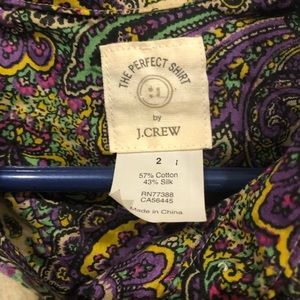 THE PERFECT SHIRT
by
J.CREW
2
57% Cotton
43% Silk
RN77388
CA56445
Made in China